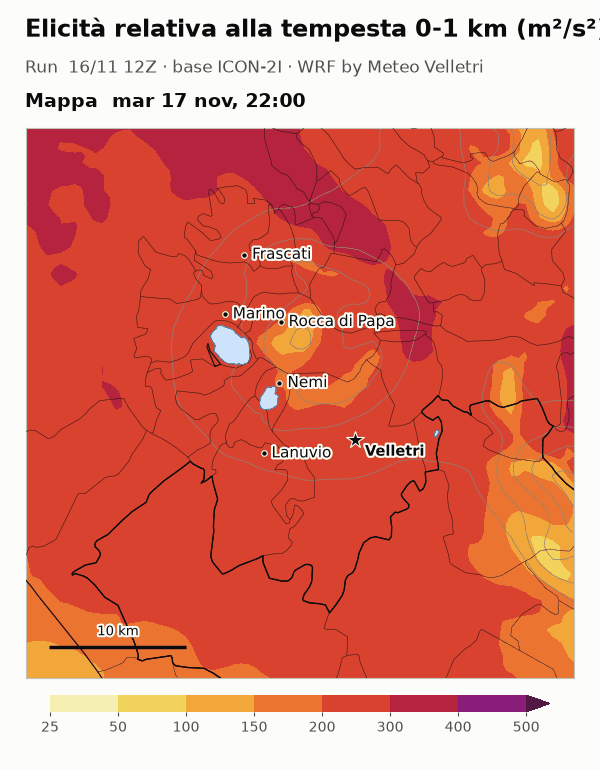 Elicità relativa alla tempesta 0-1 km (m²/s²)
Run 16/11 12Z · base ICON-2I · WRF by Meteo Velletri
Mappa mar 17 nov, 22:00
Frascati
Marino
Rocca di Papa
Nemi
Lanuvio
Velletri
10 km
25 50 100 150 200 300 400 500